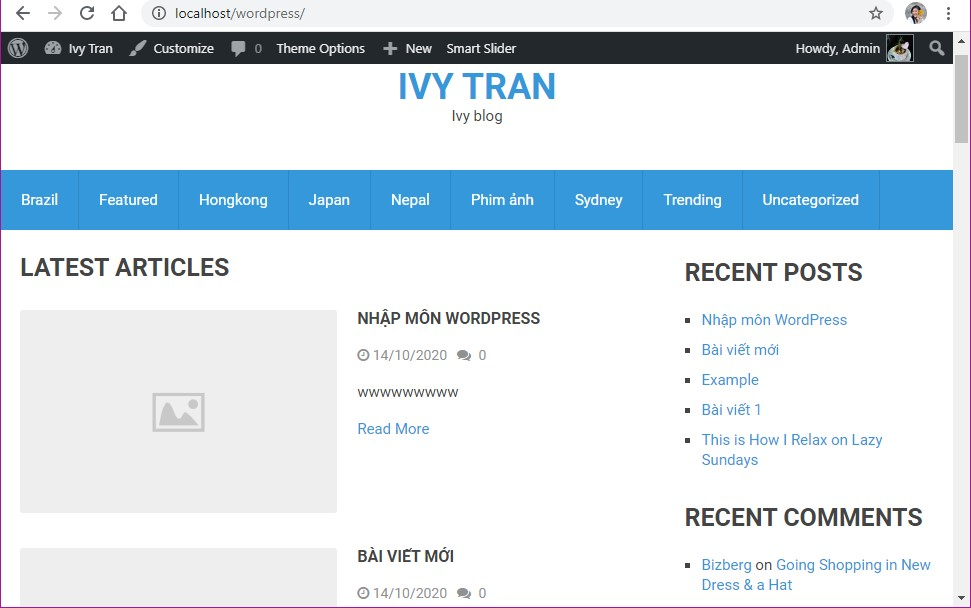 localhost/wordpress/
Ivy Tran Customize 0 Theme Options New Smart Slider Howdy, Admin
IVY TRAN
Ivy blog
Brazil Featured Hongkong Japan Nepal Phim ảnh Sydney Trending Uncategorized
LATEST ARTICLES
NHẬP MÔN WORDPRESS
14/10/2020 0
wwwwwwwww
Read More
BÀI VIẾT MỚI
14/10/2020 0
RECENT POSTS
Nhập môn WordPress
Bài viết mới
Example
Bài viết 1
This is How I Relax on Lazy
Sundays
RECENT COMMENTS
Bizberg on Going Shopping in New
Dress & a Hat